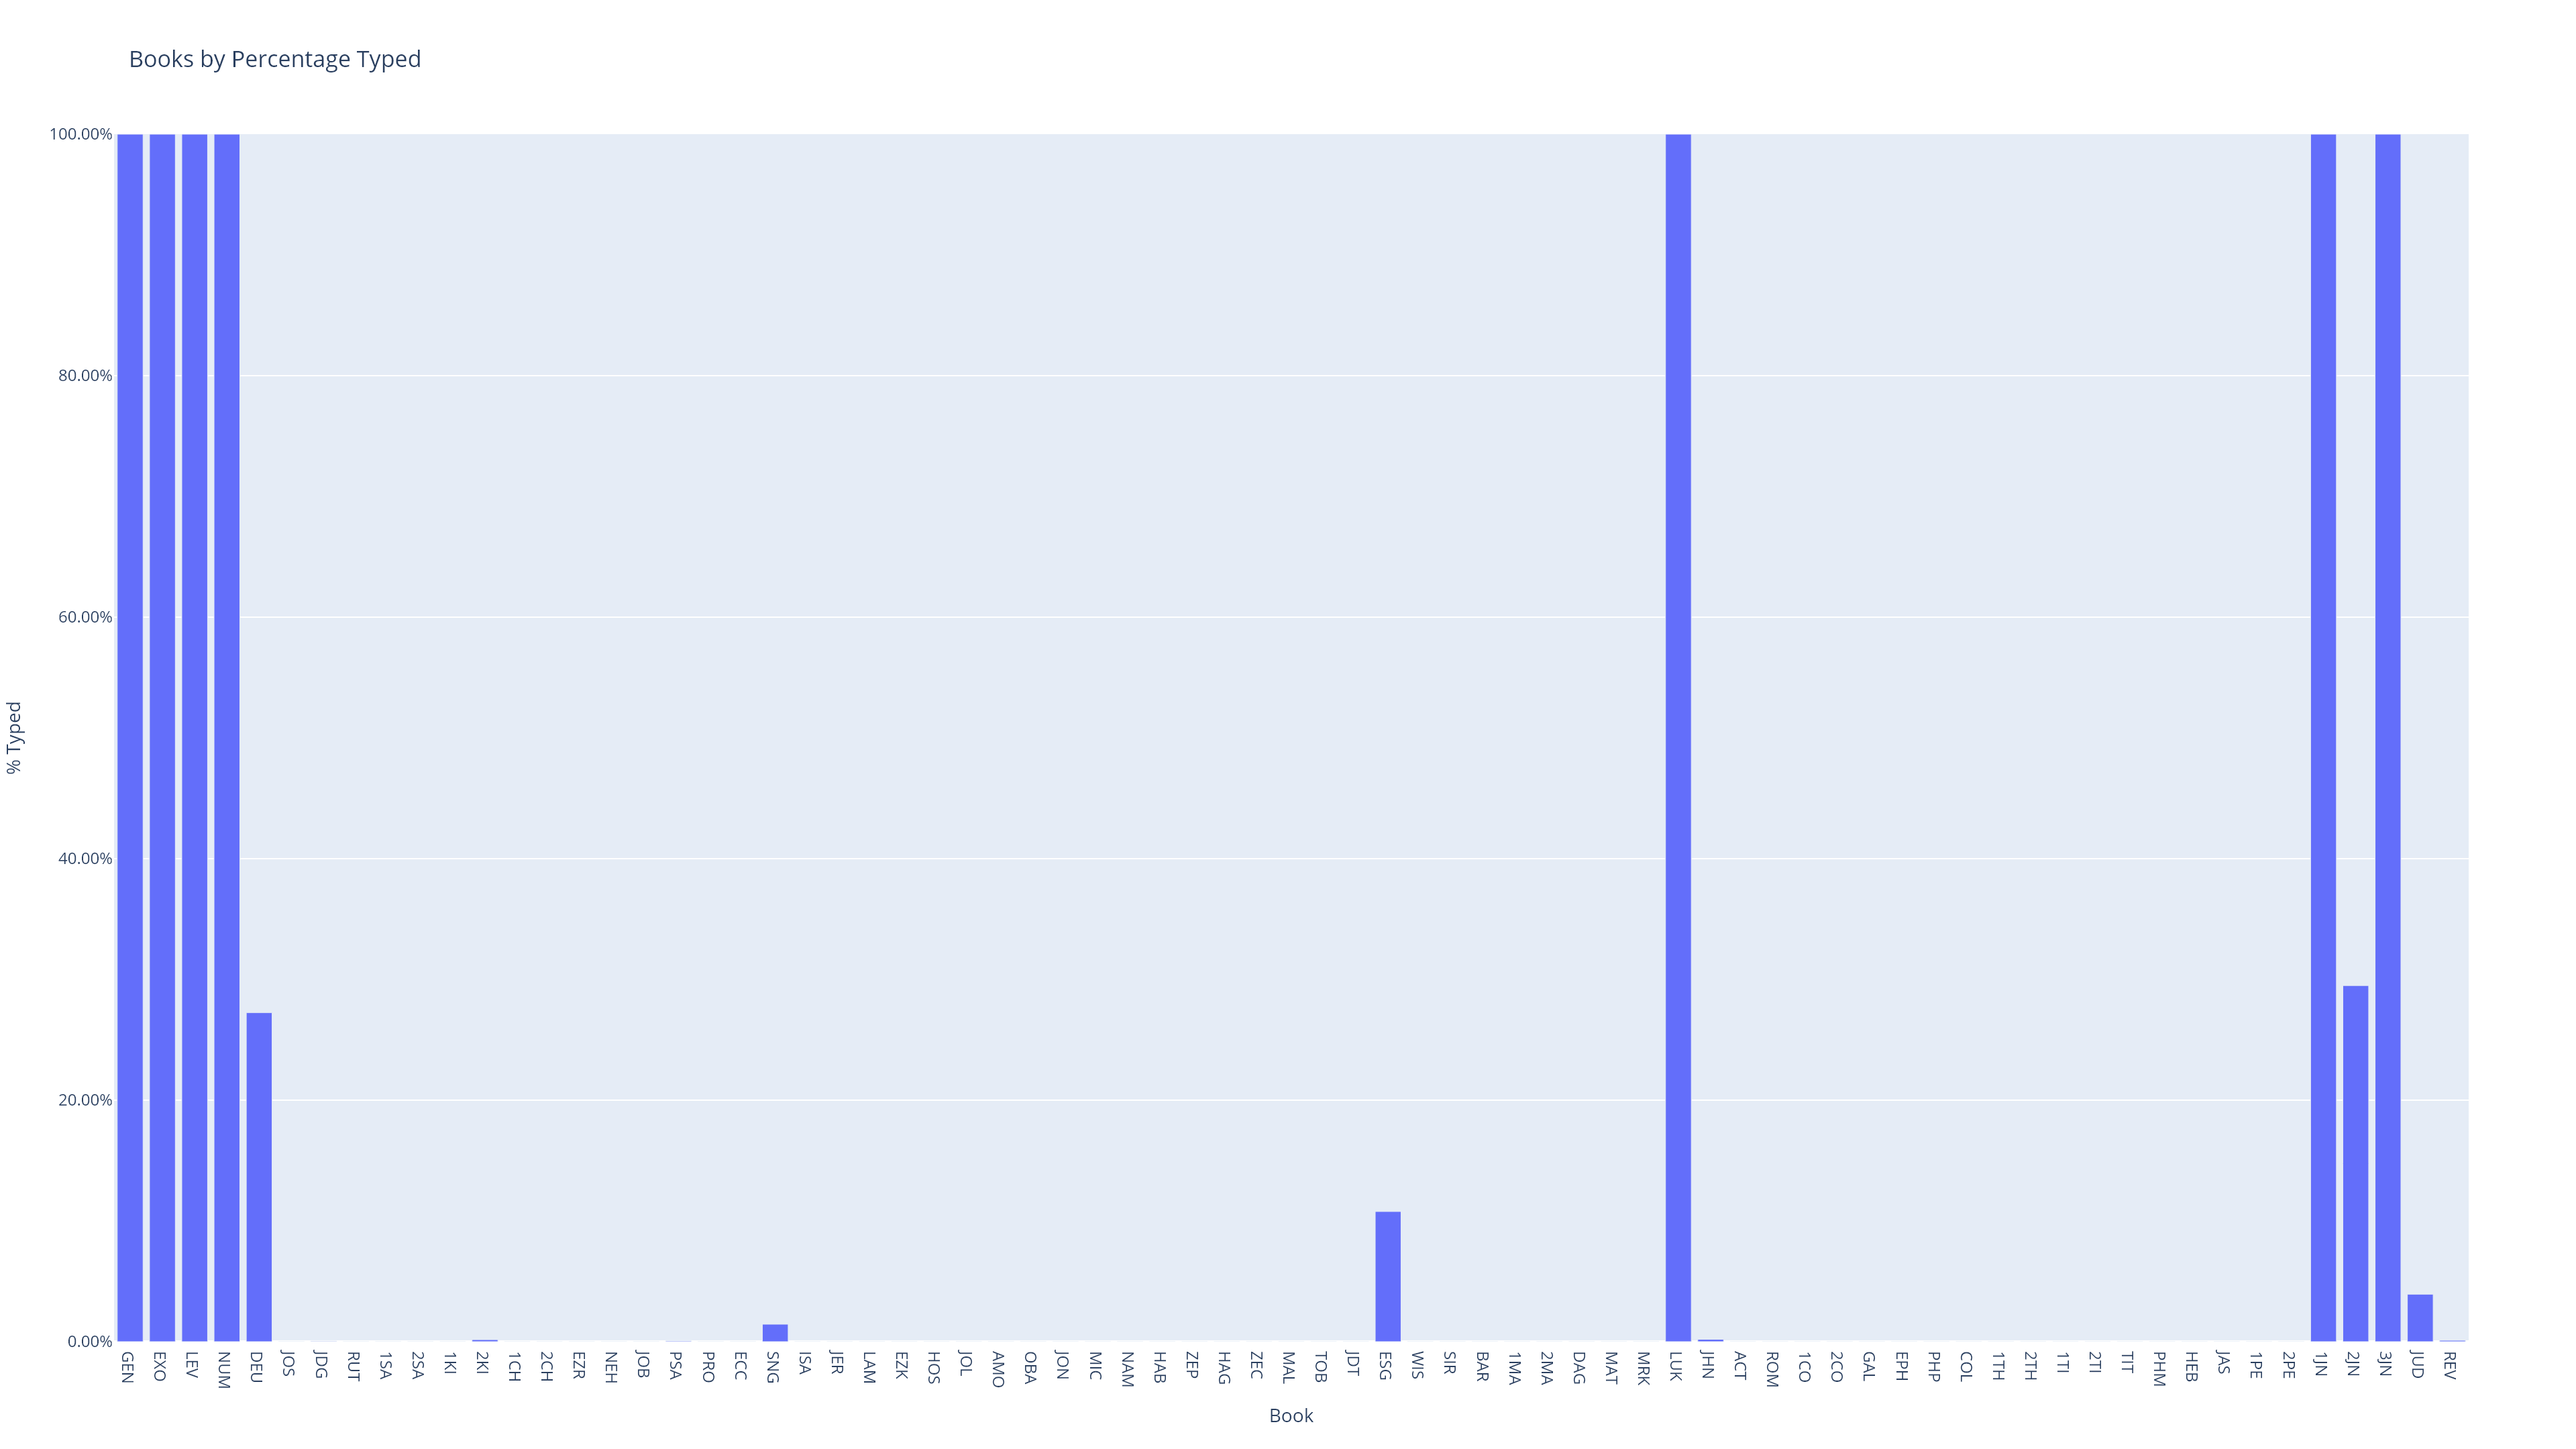 Books by Percentage Typed
100.00%
80.00%
60.00%
40.00%
20.00%
0.00%
% Typed
GEN EXO LEV NUM DEU JOS JDG RUT 1SA 2SA 1KI 2KI 1CH 2CH EZR NEH JOB PSA PRO ECC SNG ISA JER LAM EZK HOS JOL AMO OBA JON MIC NAM HAB ZEP HAG ZEC MAL TOB JDT ESG WIS SIR BAR 1MA 2MA DAG MAT MRK LUK JHN ACT ROM 1CO 2CO GAL EPH PHP COL 1TH 2TH 1TI 2TI TIT PHM HEB JAS 1PE 2PE 1JN 2JN 3JN JUD REV
Book